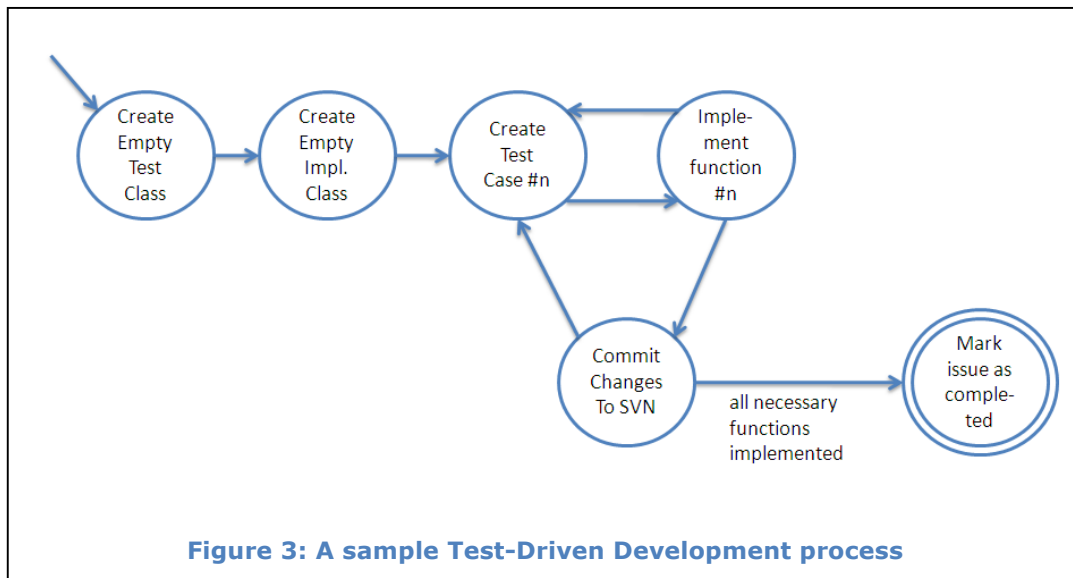 Create
Empty
Test
Class
Create
Empty
Impl.
Class
Create
Test
Case #n
Imple-
ment
function
#n
Commit
Changes
To SVN
all necessary
functions
implemented
Mark
issue as
comple-
ted
Figure 3: A sample Test-Driven Development process